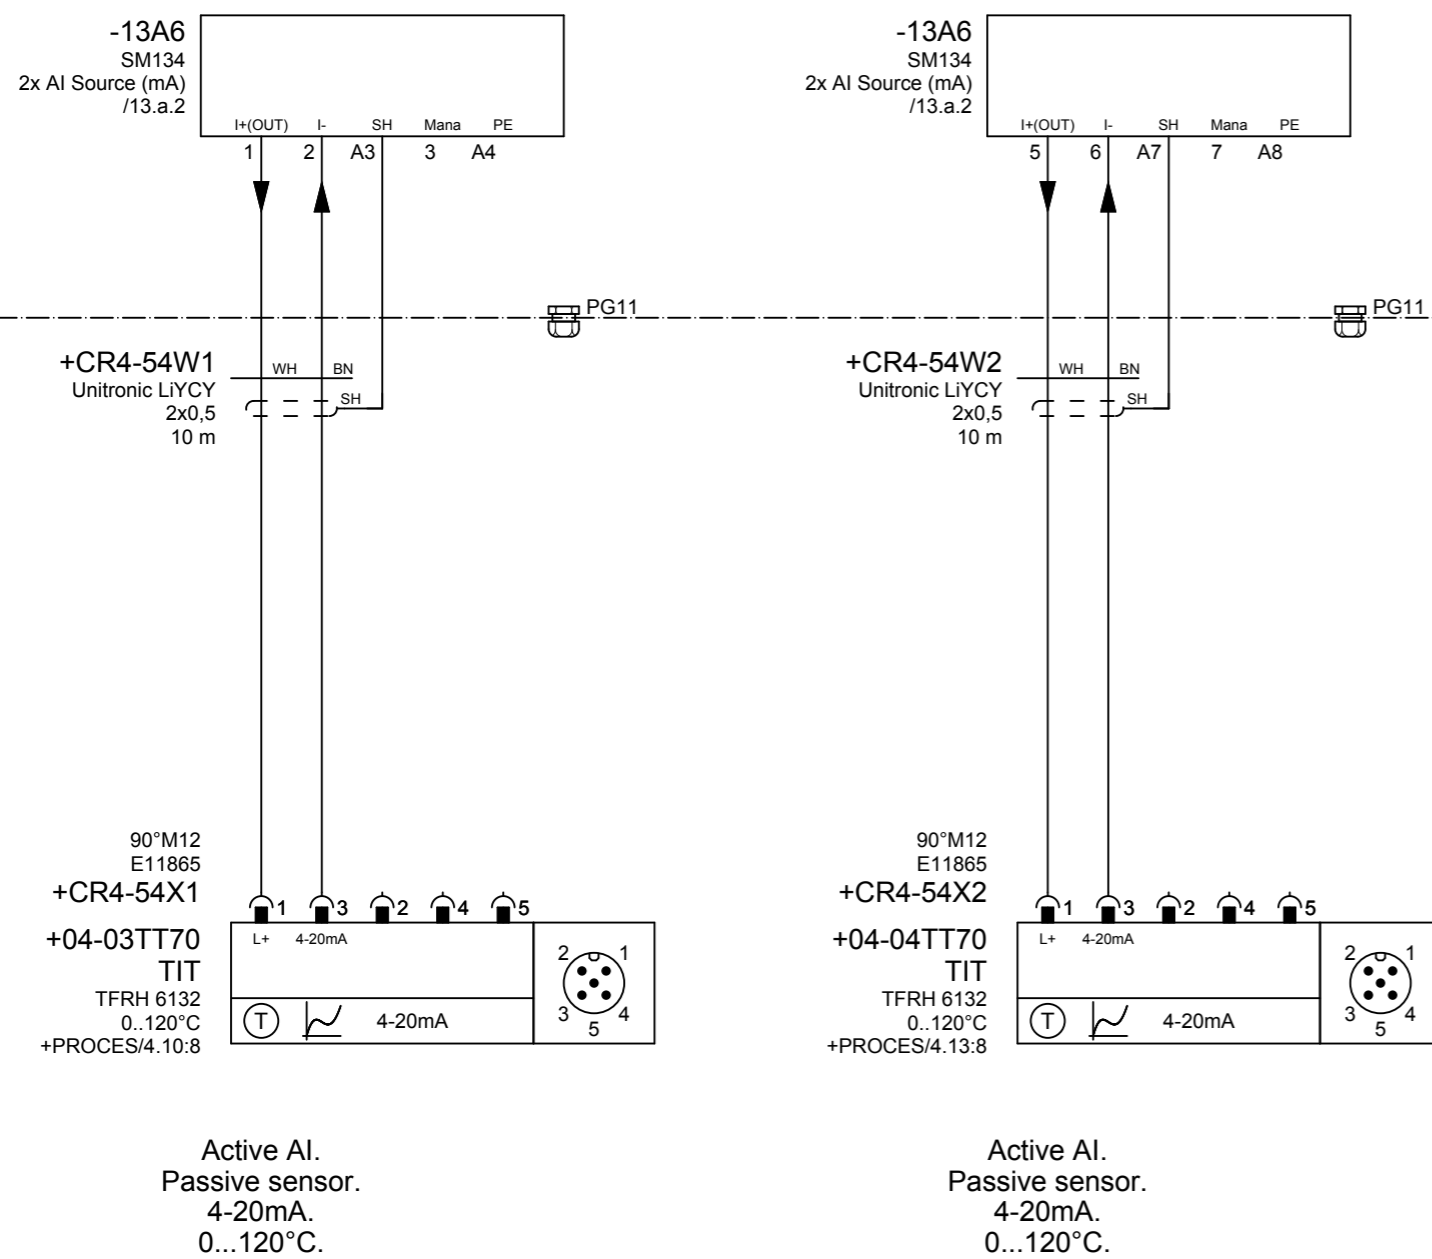 -13A6
SM134
2x AI Source (mA)
/13.a.2
I+(OUT) I- SH Mana PE
1 2 A3 3 A4
PG11
+CR4-54W1
Unitronic LiYCY
2x0,5
10 m
WH BN
SH
90°M12
E11865
+CR4-54X1
1 3 2 4 5
+04-03TT70
TIT
TFRH 6132
0..120°C
+PROCES/4.10:8
L+ 4-20mA
T 4-20mA
2 1
3 4
5
Active AI.
Passive sensor.
4-20mA.
0...120°C.
-13A6
SM134
2x AI Source (mA)
/13.a.2
I+(OUT) I- SH Mana PE
5 6 A7 7 A8
PG11
+CR4-54W2
Unitronic LiYCY
2x0,5
10 m
WH BN
SH
90°M12
E11865
+CR4-54X2
1 3 2 4 5
+04-04TT70
TIT
TFRH 6132
0..120°C
+PROCES/4.13:8
L+ 4-20mA
T 4-20mA
2 1
3 4
5
Active AI.
Passive sensor.
4-20mA.
0...120°C.